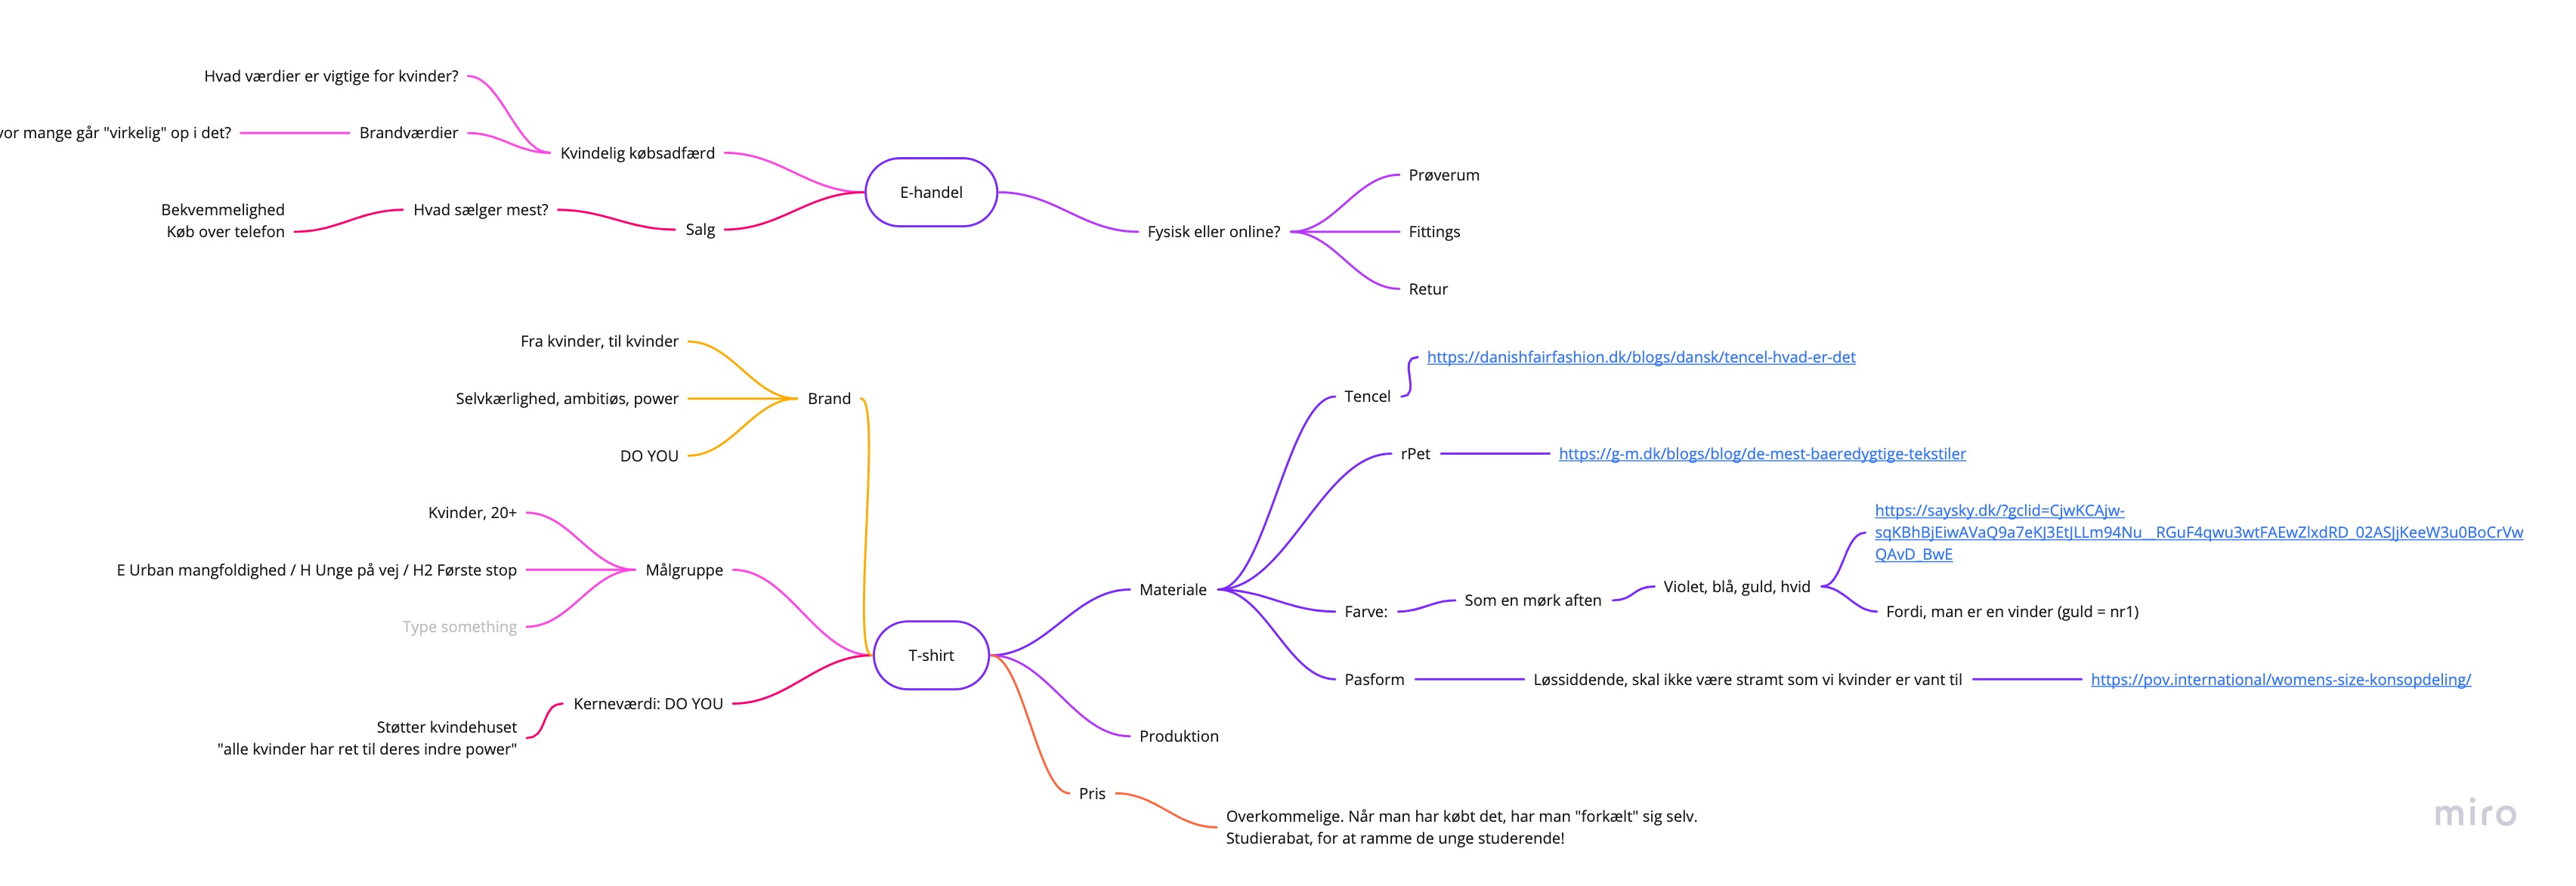 Hvad værdier er vigtige for kvinder?
mange går "virkelig" op i det?
Brandværdier
Kvindelig købsadfærd
Bekvemmelighed
Køb over telefon
Hvad sælger mest?
Salg
E-handel
Fysisk eller online?
Prøverum
Fittings
Retur
Fra kvinder, til kvinder
Selvkærlighed, ambitiøs, power
DO YOU
Brand
Kvinder, 20+
E Urban mangfoldighed / H Unge på vej / H2 Første stop
Type something
Målgruppe
Kerneværdi: DO YOU
Støtter kvindehuset
"alle kvinder har ret til deres indre power"
T-shirt
Materiale
Tencel
https://danishfairfashion.dk/blogs/dansk/tencel-hvad-er-det
rPet
https://g-m.dk/blogs/blog/de-mest-baeredygtige-tekstiler
Farve:
Som en mørk aften
Violet, blå, guld, hvid
https://saysky.dk/?gclid=CjwKCAjw-
sqKBhBjEiwAVaQ9a7eKJ3EtJLLm94Nu__RGuF4qwu3wtFAEwZlxdRD_02ASJjKeeW3u0BoCrVw
QAvD_BwE
Fordi, man er en vinder (guld = nr1)
Pasform
Løssiddende, skal ikke være stramt som vi kvinder er vant til
https://pov.international/womens-size-konsopdeling/
Produktion
Pris
Overkommelige. Når man har købt det, har man "forkælt" sig selv.
Studierabat, for at ramme de unge studerende!
miro